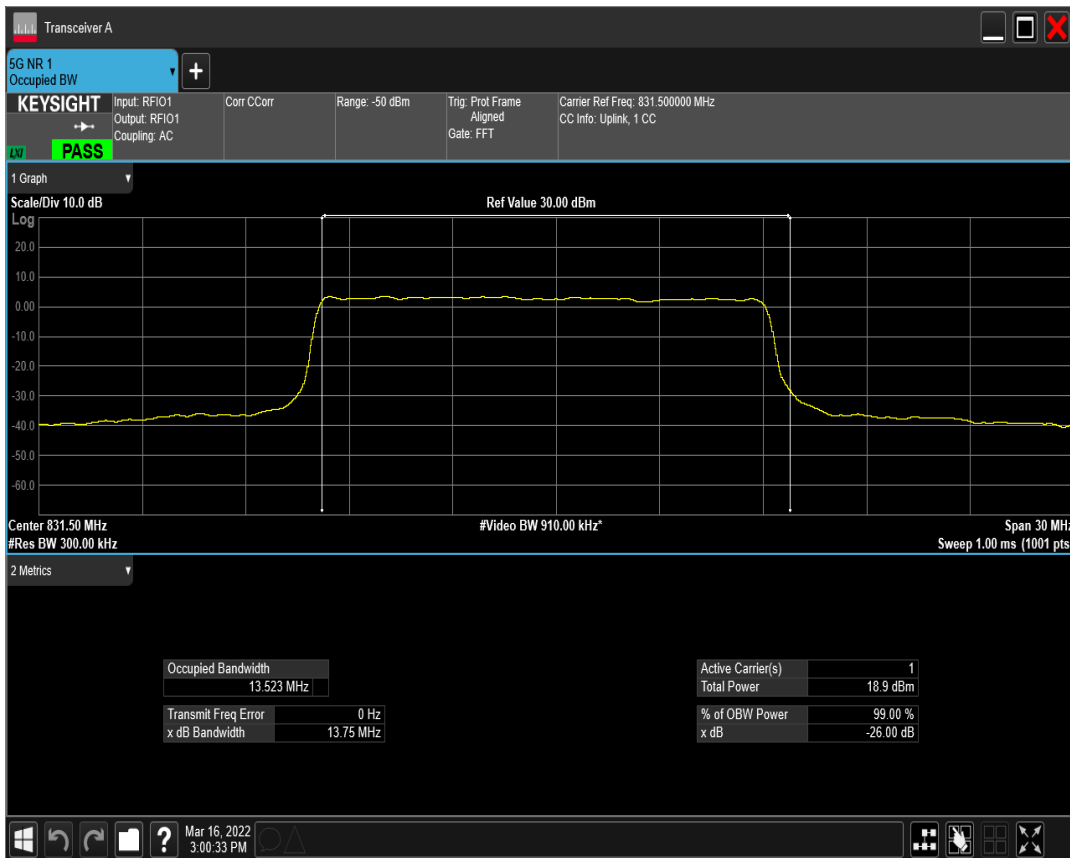 Transceiver A
5G NR 1
Occupied BW
KEYSIGHT
LXI
PASS
Input: RFIO1
Output: RFIO1
Coupling: AC
Corr CCorr
Range: -50 dBm
Trig: Prot Frame
Aligned
Gate: FFT
Carrier Ref Freq: 831.500000 MHz
CC Info: Uplink, 1 CC
1 Graph
Scale/Div 10.0 dB
Ref Value 30.00 dBm
Log
20.0
10.0
0.00
-10.0
-20.0
-30.0
-40.0
-50.0
-60.0
Center 831.50 MHz
#Video BW 910.00 kHz*
Span 30 MHz
#Res BW 300.00 kHz
Sweep 1.00 ms (1001 pts
2 Metrics
Occupied Bandwidth
13.523 MHz
Transmit Freq Error 0 Hz
x dB Bandwidth 13.75 MHz
Active Carrier(s) 1
Total Power 18.9 dBm
% of OBW Power 99.00 %
x dB -26.00 dB
?
Mar 16, 2022
3:00:33 PM